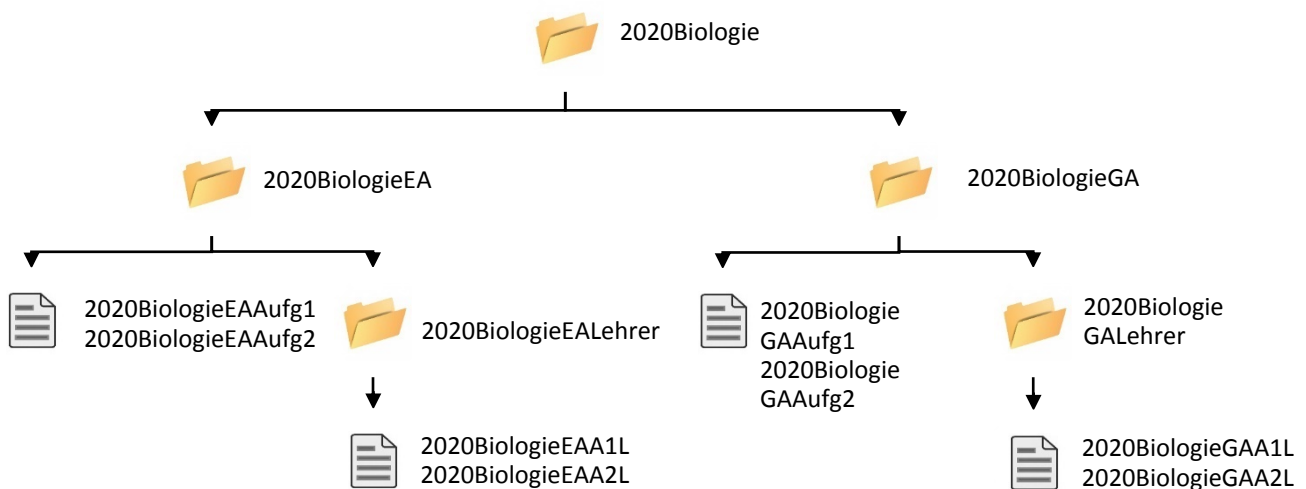 2020Biologie
2020BiologieEA
2020BiologieGA
2020BiologieEAAufg1
2020BiologieEAAufg2
2020BiologieEALehrer
2020Biologie
GAAufg1
2020Biologie
GAAufg2
2020Biologie
GALehrer
2020BiologieEAA1L
2020BiologieEAA2L
2020BiologieGAA1L
2020BiologieGAA2L